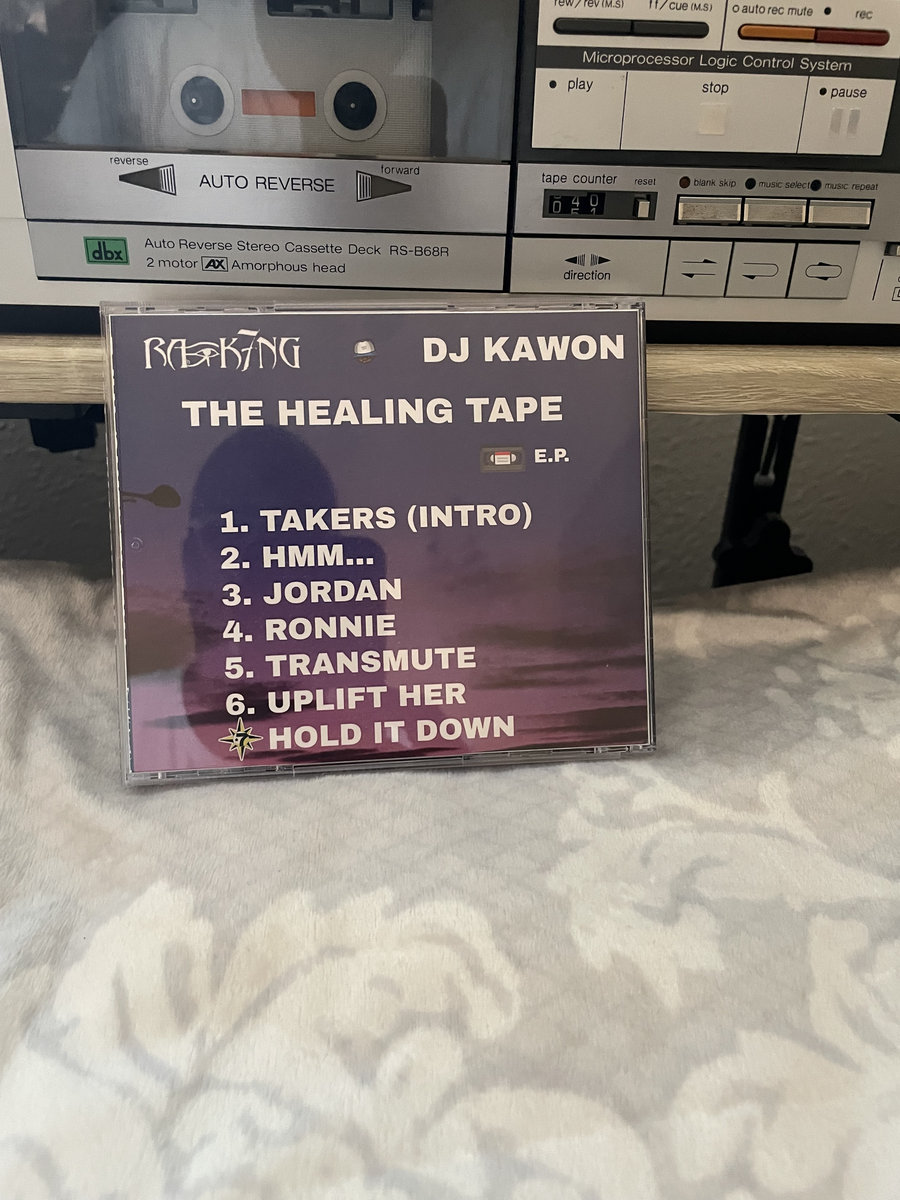 rew/rev (M.S)
ff/cue (M.S)
auto rec mute
rec
Microprocessor Logic Control System
play
stop
pause
reverse
AUTO REVERSE
forward
tape counter
reset
blank skip
music select
music repeat
dbx
Auto Reverse Stereo Cassette Deck RS-B68R
2 motor AX Amorphous head
direction
RA K7NG
DJ KAWON
THE HEALING TAPE
E.P.
1. TAKERS (INTRO)
2. HMM...
3. JORDAN
4. RONNIE
5. TRANSMUTE
6. UPLIFT HER
7 HOLD IT DOWN